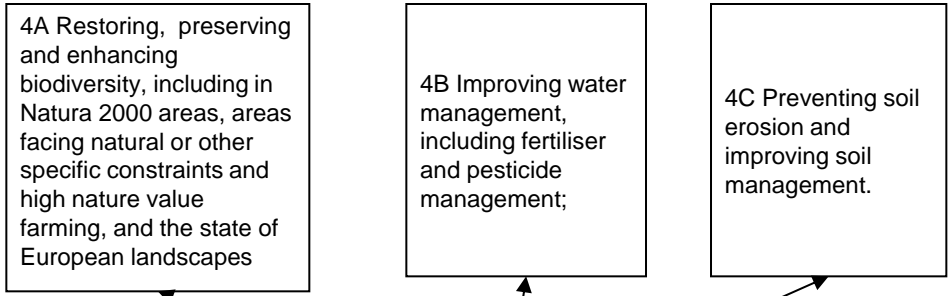 4A Restoring,  preserving
and enhancing
biodiversity, including in
Natura 2000 areas, areas
facing natural or other
specific constraints and
high nature value
farming, and the state of
European landscapes
4B Improving water
management,
including fertiliser
and pesticide
management;
4C Preventing soil
erosion and
improving soil
management.